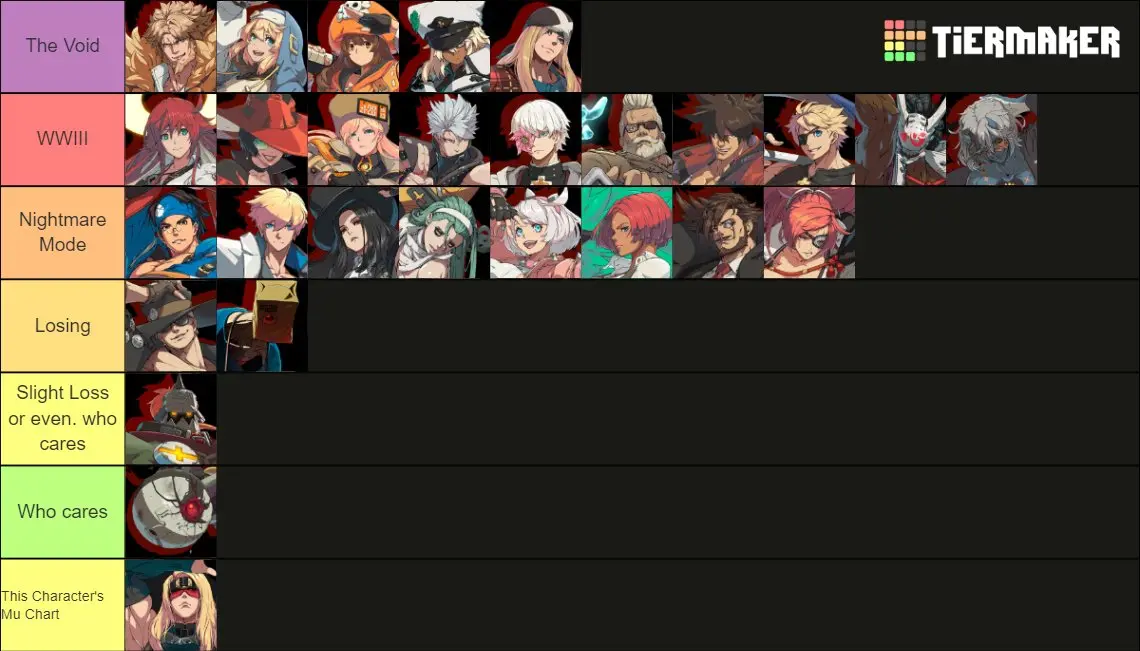 The Void
TiERMAKER
WWIII
Nightmare
Mode
Losing
Slight Loss
or even. who
cares
Who cares
This Character's
Mu Chart